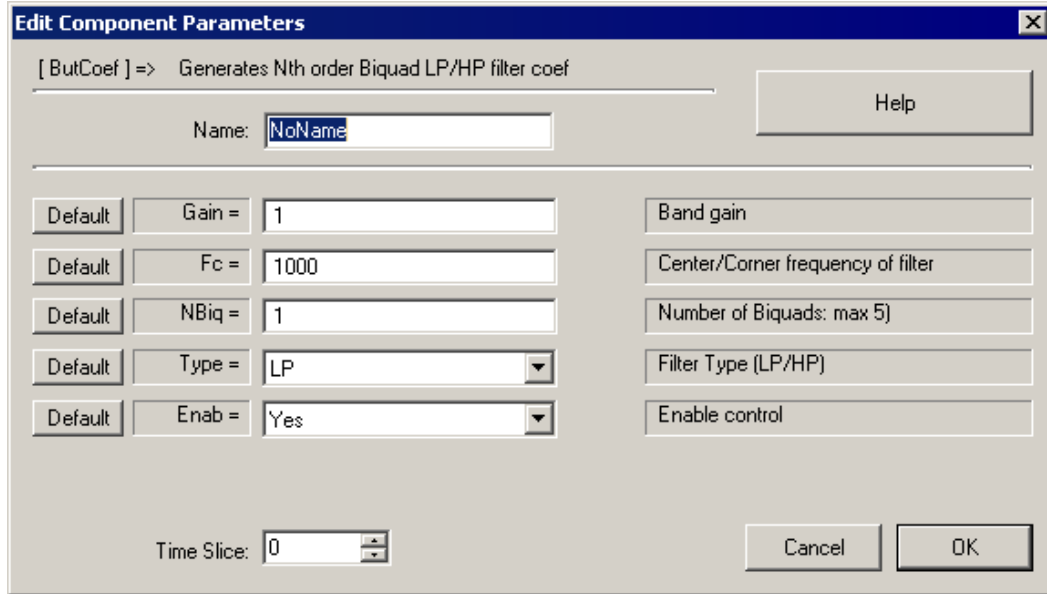 Edit Component Parameters
[ ButCoef ] => Generates Nth order Biquad LP/HP filter coef
Help
Name: NoName
Default Gain = 1 Band gain
Default Fc = 1000 Center/Corner frequency of filter
Default NBiq = 1 Number of Biquads: max 5)
Default Type = LP Filter Type (LP/HP)
Default Enab = Yes Enable control
Time Slice: 0 Cancel OK